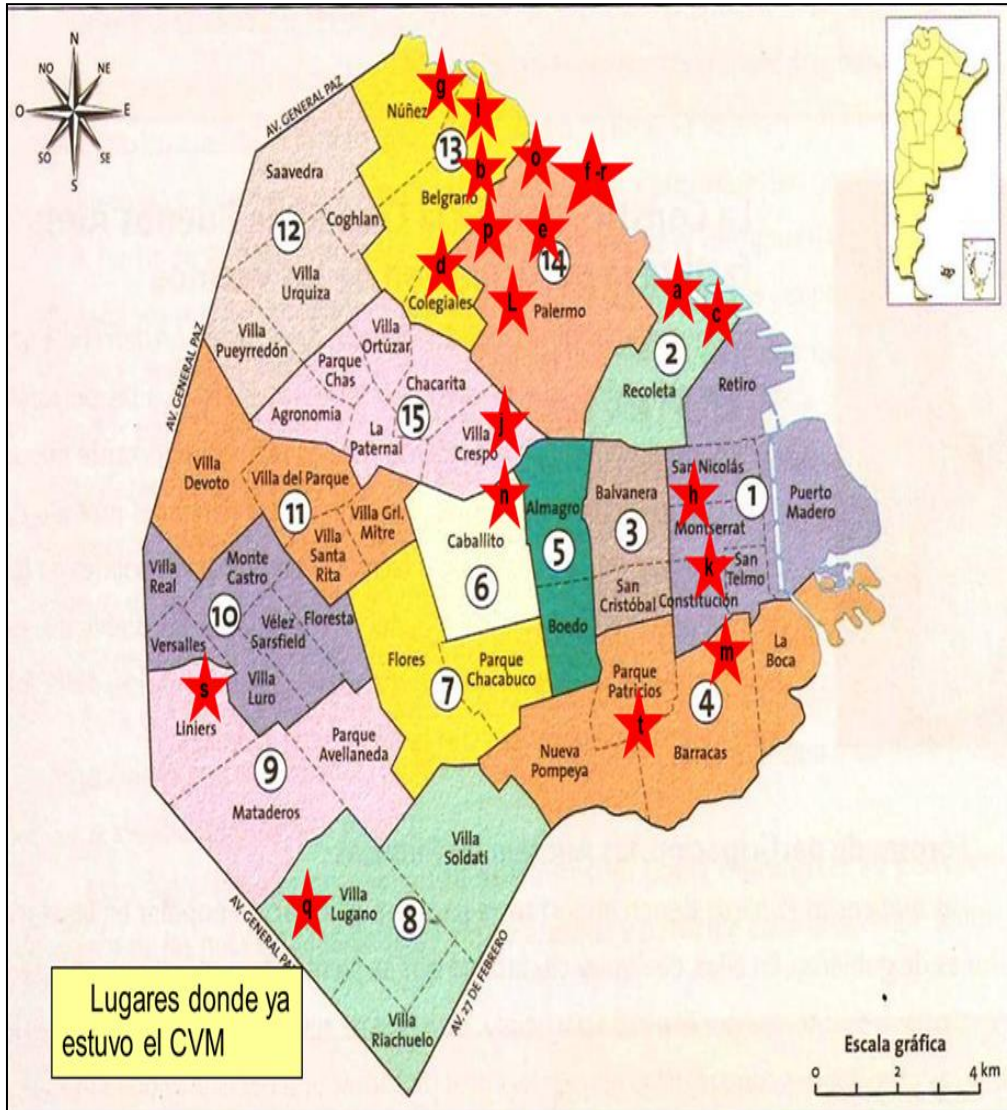 N
NO
NE
O
E
SO
SE
S
AV. GENERAL PAZ
g
Núñez
i
13
b
o
f -r
Saavedra
Belgrano
12
Coghlan
p
e
d
14
Villa
Urquiza
Colegiales
L
Palermo
a
c
2
Villa
Pueyrredón
Villa
Ortúzar
Parque
Chas
Chacarita
Recoleta
Retiro
AV. GENERAL PAZ
Agronomía
15
La
Paternal
j
Villa
Crespo
Villa
Devoto
Villa del Parque
11
Villa Grl.
Mitre
Villa
Santa
Rita
n
Caballito
6
Almagro
5
Balvanera
3
San Nicolás
h
1
Montserrat
Puerto
Madero
k
San
Telmo
San
Cristóbal
Constitución
Villa
Real
Monte
Castro
10
Versalles
Vélez
Sarsfield
Floresta
Boedo
s
Liniers
Villa
Luro
Flores
7
Parque
Chacabuco
Parque
Patricios
m
4
La
Boca
t
Barracas
Nueva
Pompeya
Parque
Avellaneda
9
Mataderos
Villa
Soldati
q
Villa
Lugano
8
AV. GENERAL PAZ
AV. 27 DE FEBRERO
Villa
Riachuelo
Lugares donde ya
estuvo el CVM
Escala gráfica
0 2 4 km